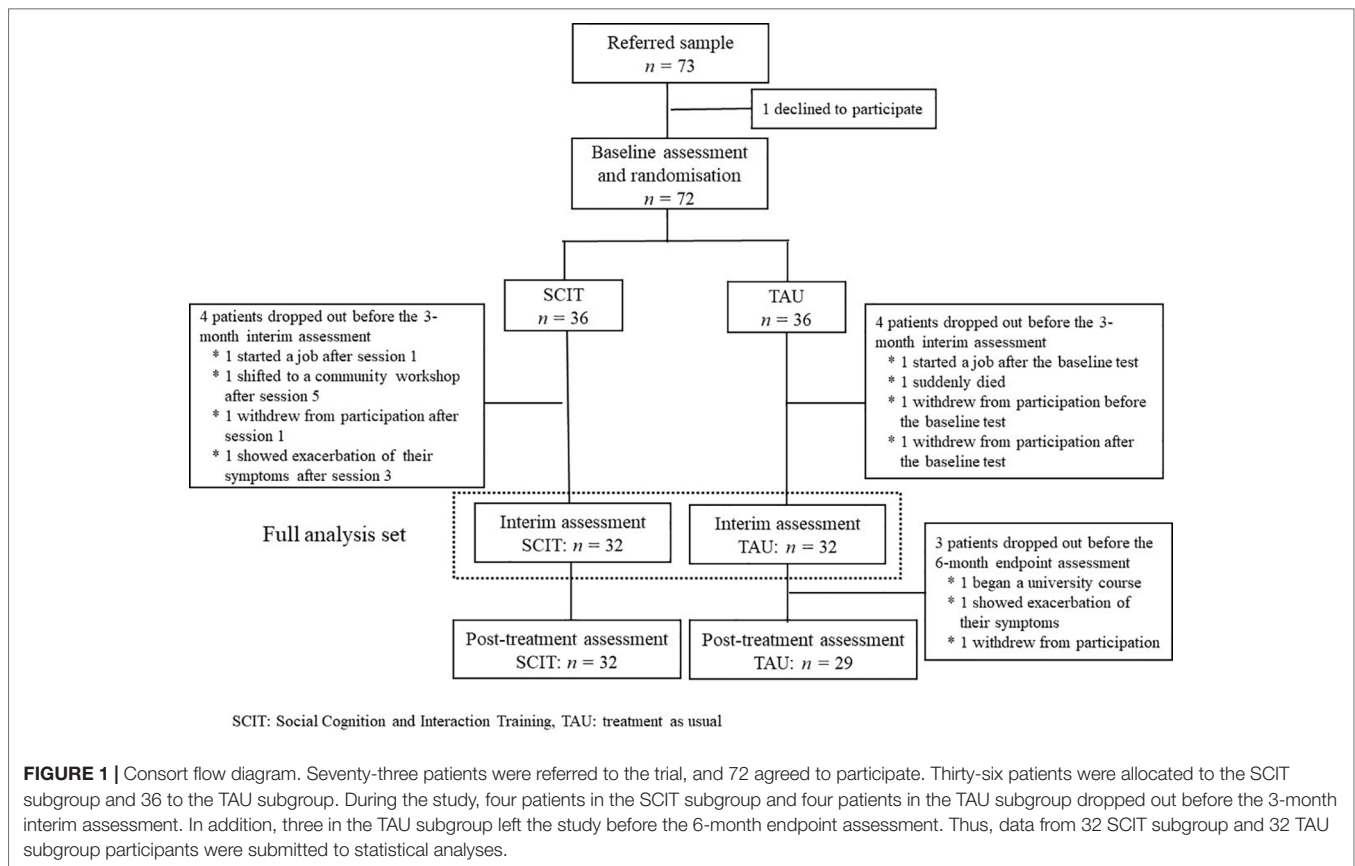 Referred sample
n = 73
1 declined to participate
Baseline assessment
and randomisation
n = 72
SCIT
n = 36
TAU
n = 36
4 patients dropped out before the 3-
month interim assessment
* 1 started a job after session 1
* 1 shifted to a community workshop
after session 5
* 1 withdrew from participation after
session 1
* 1 showed exacerbation of their
symptoms after session 3
4 patients dropped out before the 3-
month interim assessment
* 1 started a job after the baseline test
* 1 suddenly died
* 1 withdrew from participation before
the baseline test
* 1 withdrew from participation after
the baseline test
Full analysis set
Interim assessment
SCIT: n = 32
Interim assessment
TAU: n = 32
3 patients dropped out before the
6-month endpoint assessment
* 1 began a university course
* 1 showed exacerbation of
their symptoms
* 1 withdrew from participation
Post-treatment assessment
SCIT: n = 32
Post-treatment assessment
TAU: n = 29
SCIT: Social Cognition and Interaction Training, TAU: treatment as usual
FIGURE 1 | Consort flow diagram. Seventy-three patients were referred to the trial, and 72 agreed to participate. Thirty-six patients were allocated to the SCIT
subgroup and 36 to the TAU subgroup. During the study, four patients in the SCIT subgroup and four patients in the TAU subgroup dropped out before the 3-month
interim assessment. In addition, three in the TAU subgroup left the study before the 6-month endpoint assessment. Thus, data from 32 SCIT subgroup and 32 TAU
subgroup participants were submitted to statistical analyses.